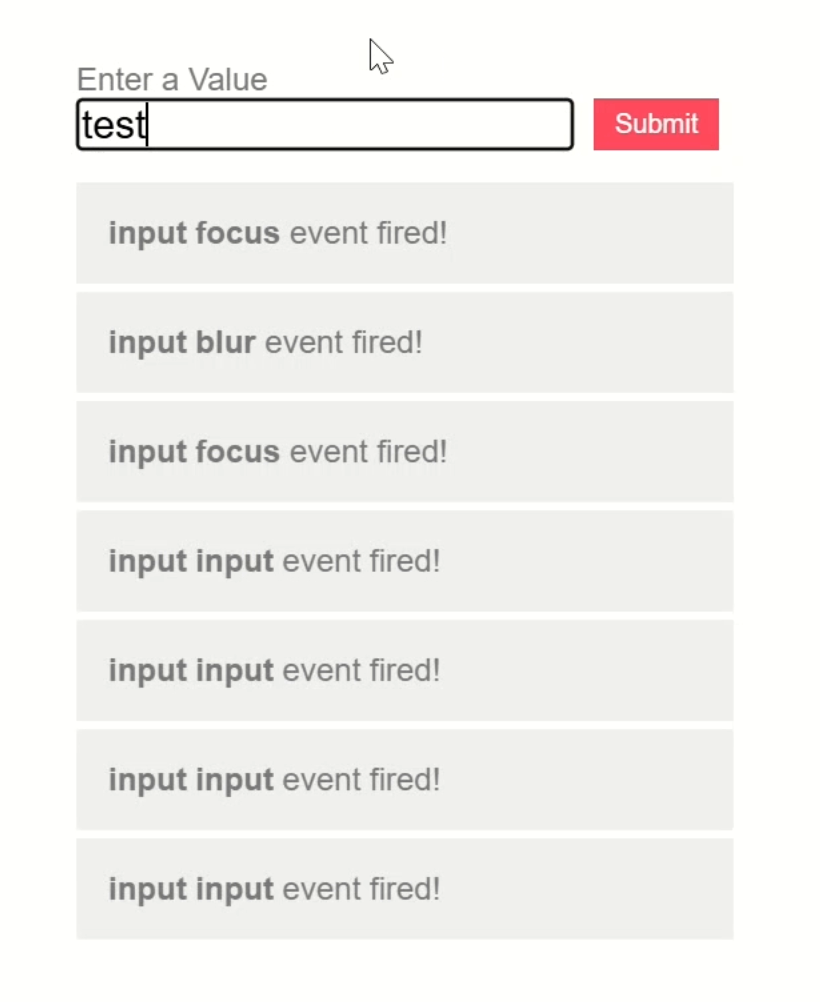 Enter a Value
test
Submit
input focus event fired!
input blur event fired!
input focus event fired!
input input event fired!
input input event fired!
input input event fired!
input input event fired!